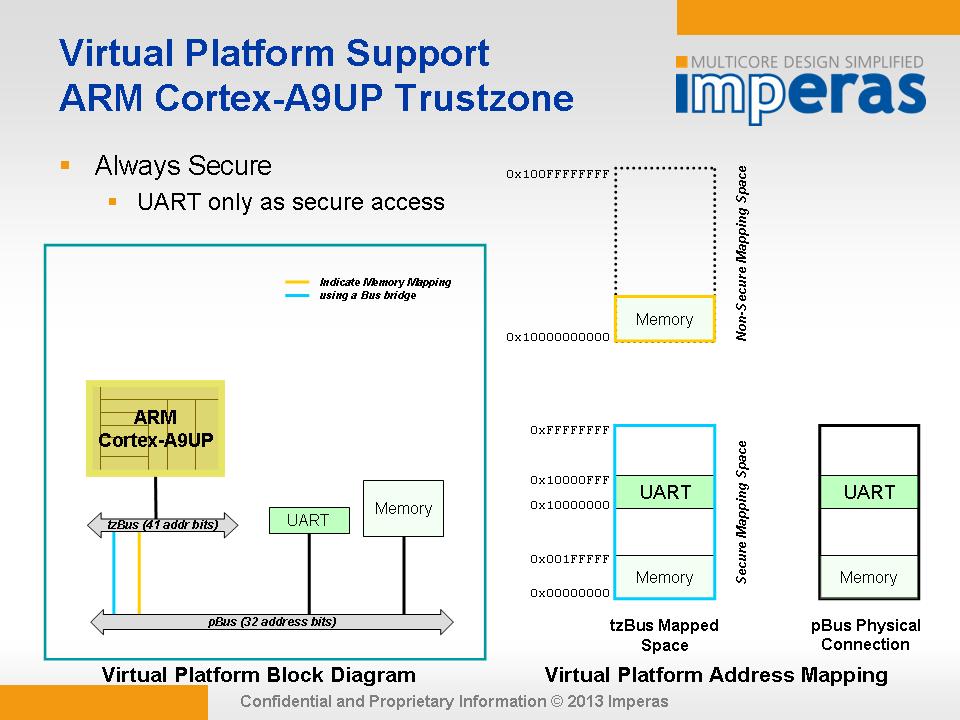 Virtual Platform Support
ARM Cortex-A9UP Trustzone
MULTICORE DESIGN SIMPLIFIED
imperas
Always Secure
UART only as secure access
Indicate Memory Mapping
using a Bus bridge
ARM
Cortex-A9UP
tzBus (41 addr bits)
UART
Memory
pBus (32 address bits)
Virtual Platform Block Diagram
0x100FFFFFFFF
Memory
0x10000000000
Non-Secure Mapping Space
0xFFFFFFFF
0x10000FFF
UART
0x10000000
0x001FFFFF
Memory
0x00000000
Secure Mapping Space
tzBus Mapped
Space
UART
Memory
pBus Physical
Connection
Virtual Platform Address Mapping
Confidential and Proprietary Information © 2013 Imperas